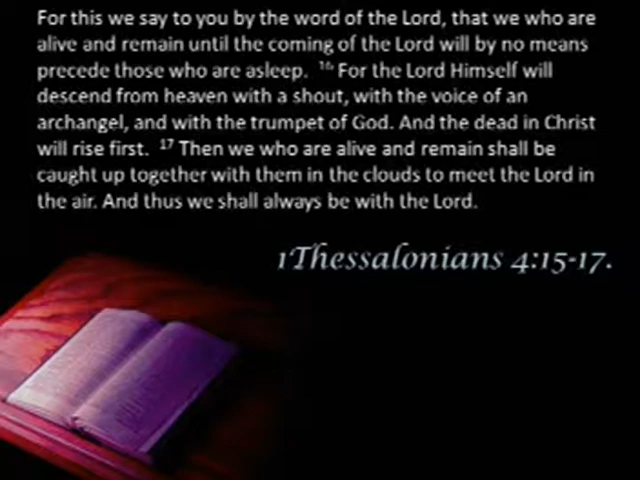 For this we say to you by the word of the Lord, that we who are
alive and remain until the coming of the Lord will by no means
precede those who are asleep. 16 For the Lord Himself will
descend from heaven with a shout, with the voice of an
archangel, and with the trumpet of God. And the dead in Christ
will rise first. 17 Then we who are alive and remain shall be
caught up together with them in the clouds to meet the Lord in
the air. And thus we shall always be with the Lord.
1Thessalonians 4:15-17.